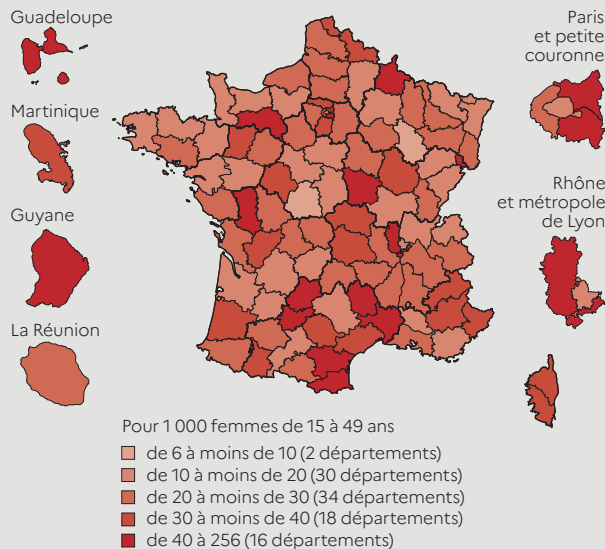 Guadeloupe
Martinique
Guyane
La Réunion
Paris
et petite
couronne
Rhône
et métropole
de Lyon
Pour 1 000 femmes de 15 à 49 ans
de 6 à moins de 10 (2 départements)
de 10 à moins de 20 (30 départements)
de 20 à moins de 30 (34 départements)
de 30 à moins de 40 (18 départements)
de 40 à 256 (16 départements)